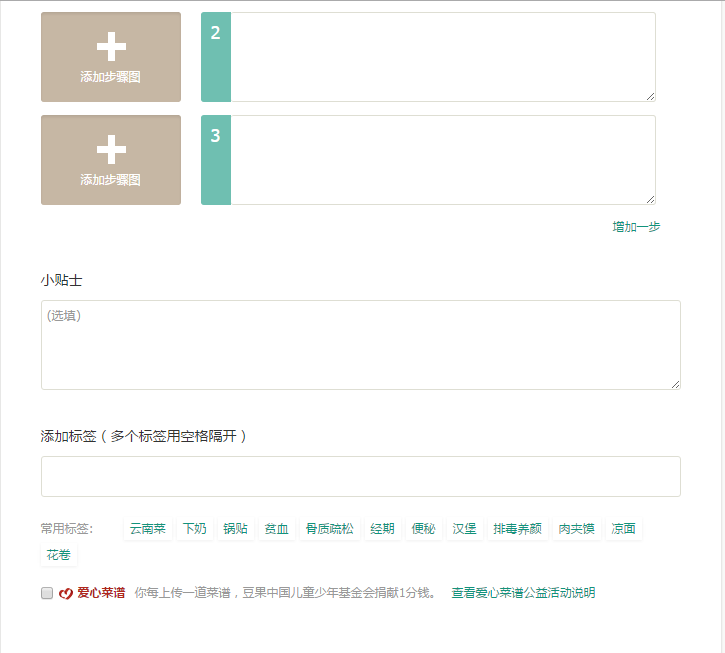 2
添加步骤图
3
添加步骤图
增加一步
小贴士
(选填)
添加标签（多个标签用空格隔开）
常用标签： 云南菜 下奶 锅贴 贫血 骨质疏松 经期 便秘 汉堡 排毒养颜 肉夹馍 凉面
花卷
爱心菜谱 你每上传一道菜谱，豆果中国儿童少年基金会捐献1分钱。 查看爱心菜谱公益活动说明